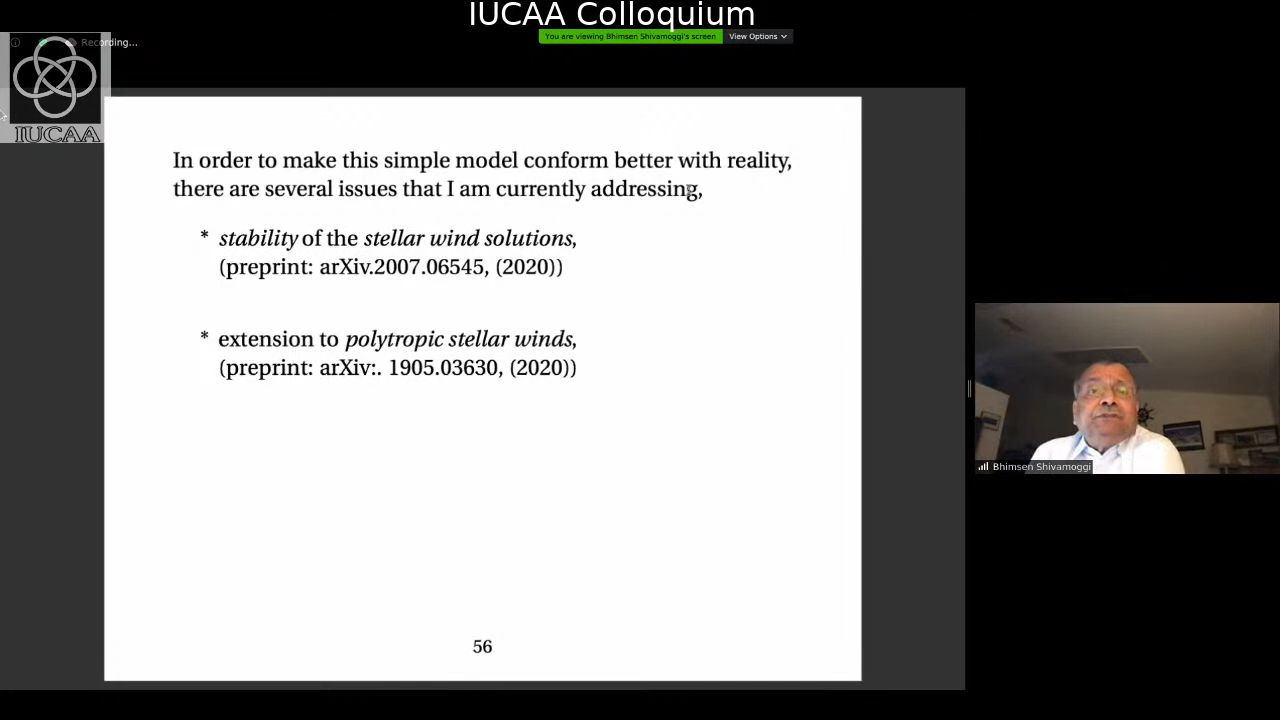 IUCAA Colloquium
You are viewing Bhimsen Shivamoggi's screen
View Options
Recording...
IUCAA
In order to make this simple model conform better with reality,
there are several issues that I am currently addressing,
* stability of the stellar wind solutions,
(preprint: arXiv.2007.06545, (2020))
* extension to polytropic stellar winds,
(preprint: arXiv:. 1905.03630, (2020))
56
Bhimsen Shivamoggi